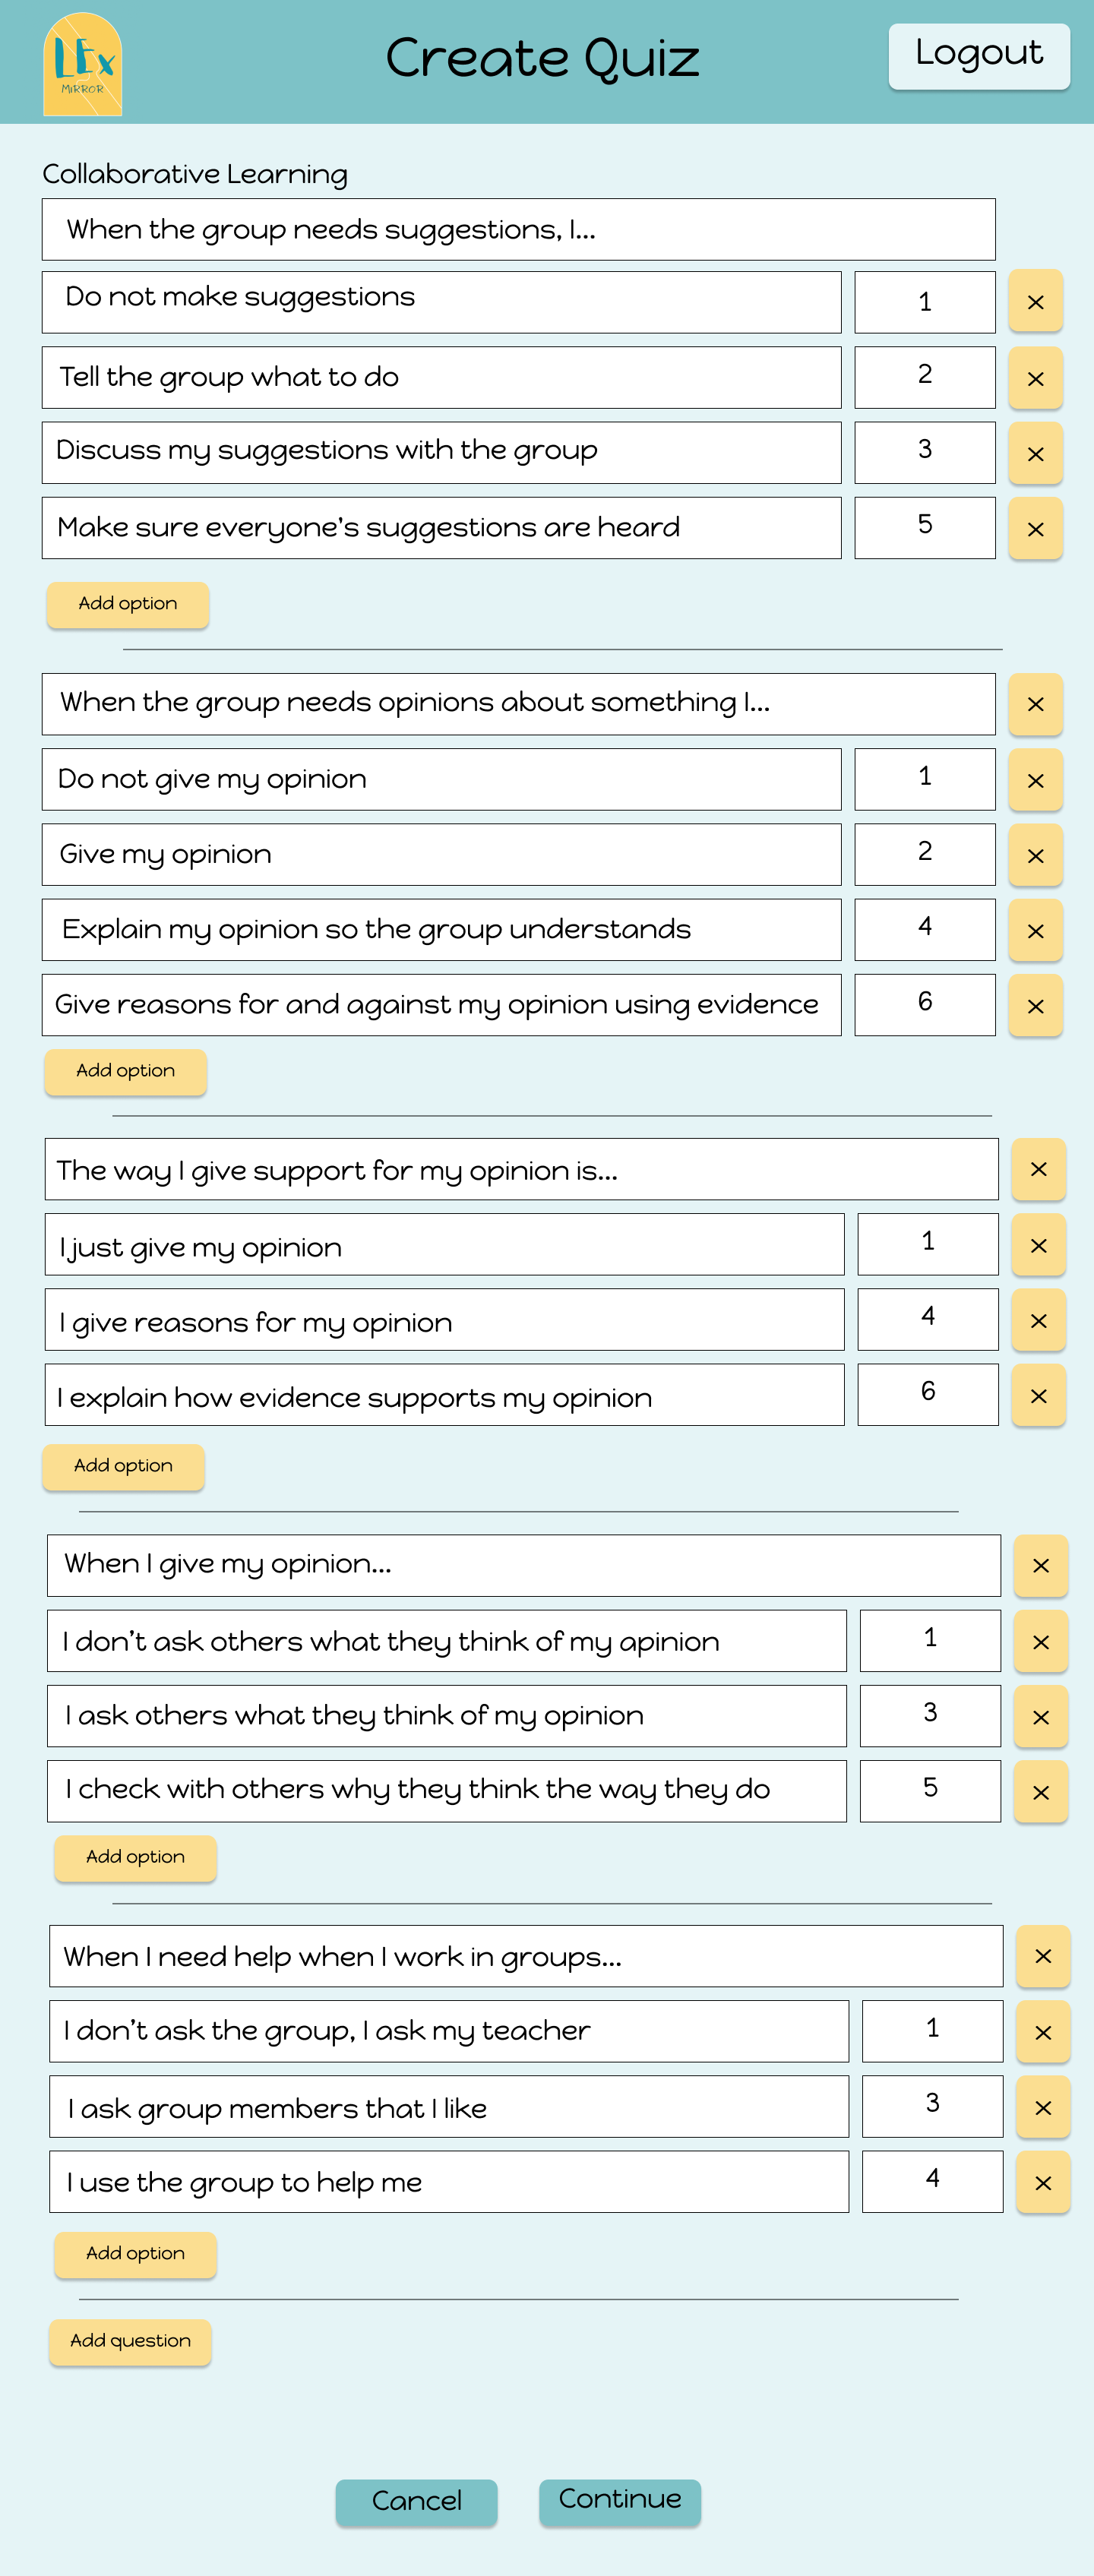 LEx
MIRROR
Create Quiz
Logout
Collaborative Learning
When the group needs suggestions, I...
Do not make suggestions 1 ×
Tell the group what to do 2 ×
Discuss my suggestions with the group 3 ×
Make sure everyone's suggestions are heard 5 ×
Add option
When the group needs opinions about something I... ×
Do not give my opinion 1 ×
Give my opinion 2 ×
Explain my opinion so the group understands 4 ×
Give reasons for and against my opinion using evidence 6 ×
Add option
The way I give support for my opinion is... ×
I just give my opinion 1 ×
I give reasons for my opinion 4 ×
I explain how evidence supports my opinion 6 ×
Add option
When I give my opinion... ×
I don't ask others what they think of my apinion 1 ×
I ask others what they think of my opinion 3 ×
I check with others why they think the way they do 5 ×
Add option
When I need help when I work in groups... ×
I don't ask the group, I ask my teacher 1 ×
I ask group members that I like 3 ×
I use the group to help me 4 ×
Add option
Add question
Cancel Continue